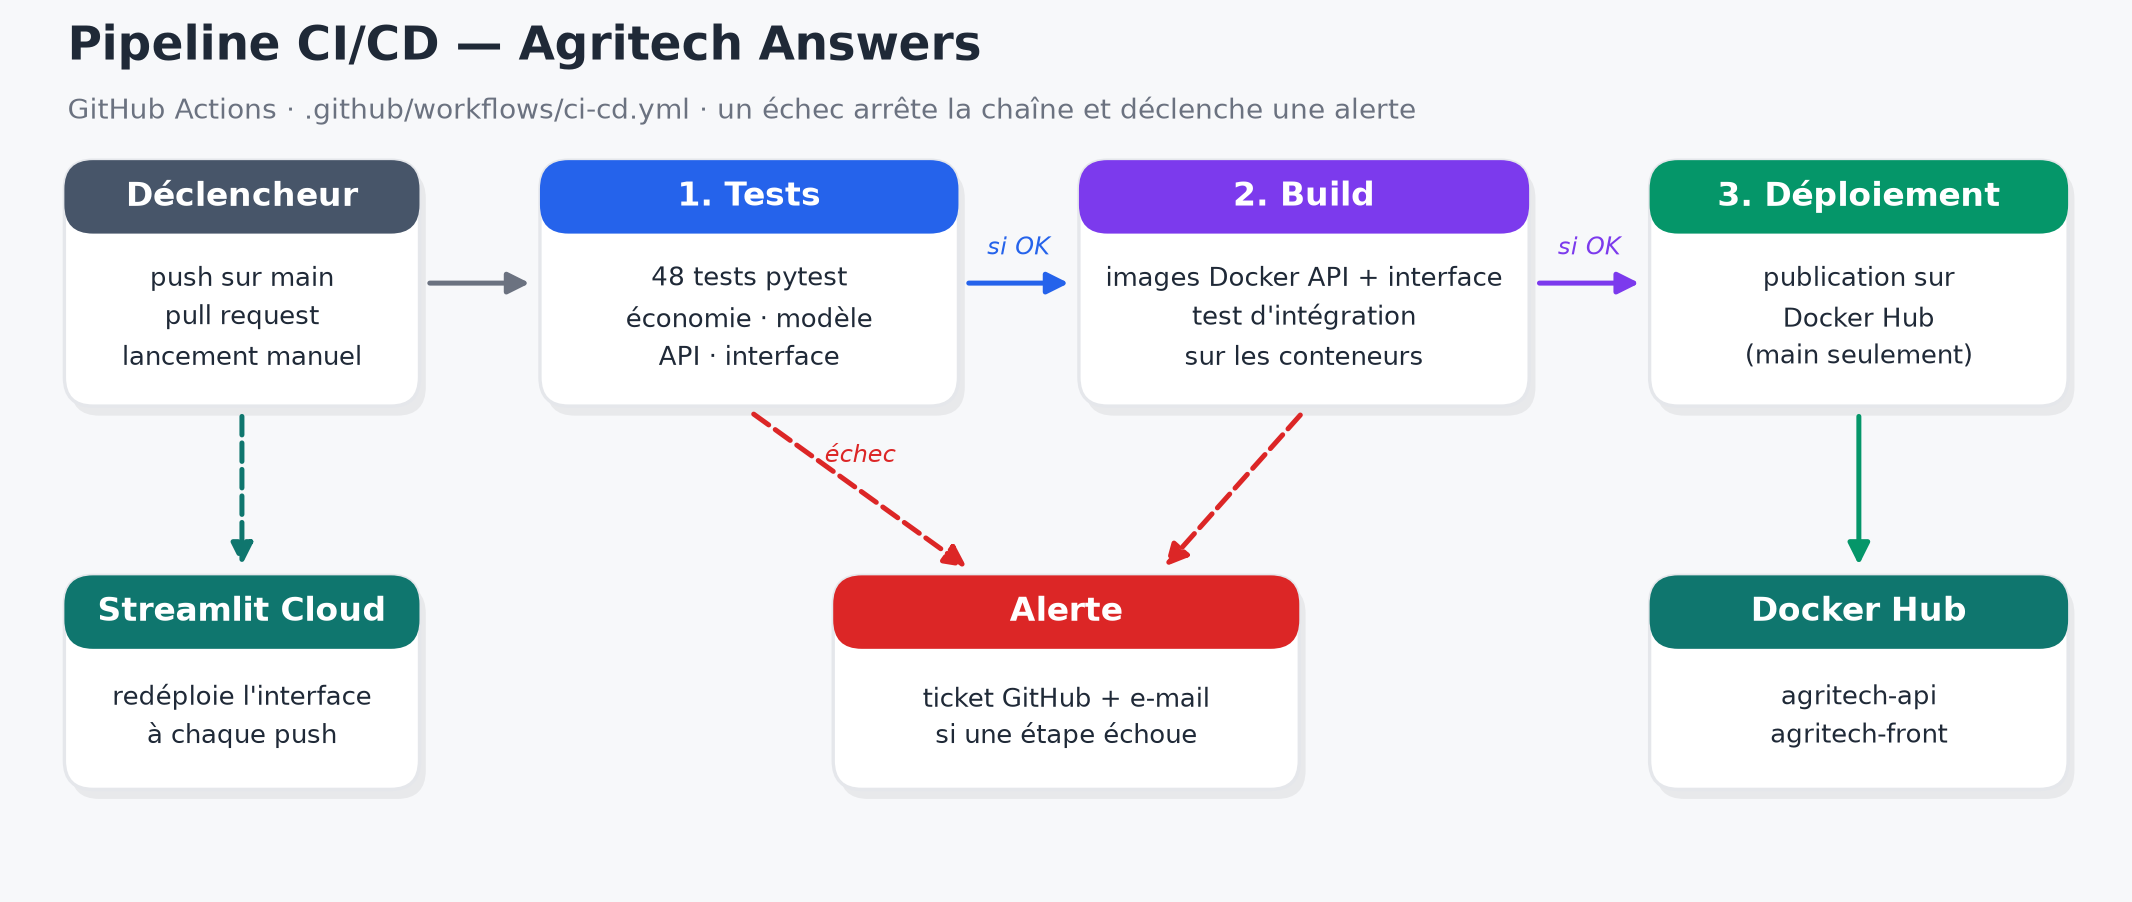 Pipeline CI/CD — Agritech Answers
GitHub Actions · .github/workflows/ci-cd.yml · un échec arrête la chaîne et déclenche une alerte
Déclencheur
push sur main
pull request
lancement manuel
1. Tests
48 tests pytest
économie · modèle
API · interface
si OK
2. Build
images Docker API + interface
test d'intégration
sur les conteneurs
si OK
3. Déploiement
publication sur
Docker Hub
(main seulement)
échec
Streamlit Cloud
redéploie l'interface
à chaque push
Alerte
ticket GitHub + e-mail
si une étape échoue
Docker Hub
agritech-api
agritech-front